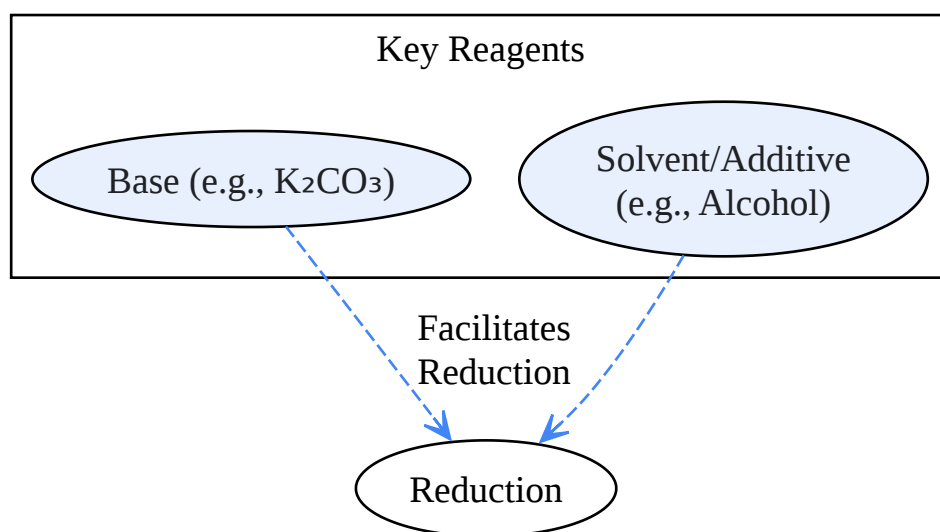 Key Reagents
Base (e.g., K₂CO₃)
Solvent/Additive
(e.g., Alcohol)
Facilitates
Reduction
Reduction